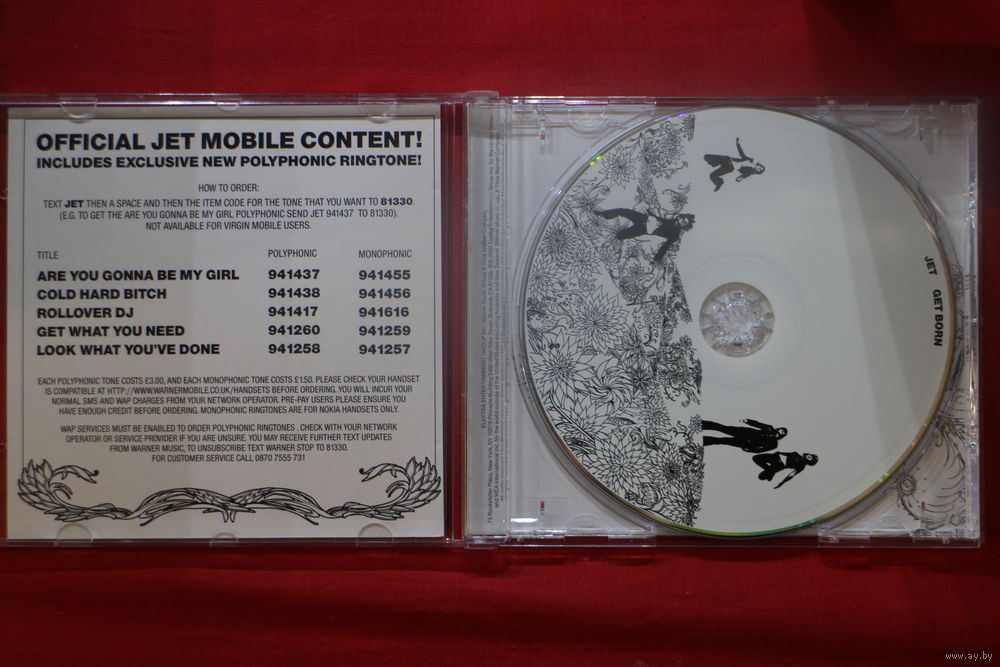 OFFICIAL JET MOBILE CONTENT!
INCLUDES EXCLUSIVE NEW POLYPHONIC RINGTONE!
HOW TO ORDER:
TEXT JET THEN A SPACE AND THEN THE ITEM CODE FOR THE TONE THAT YOU WANT TO 81330.
(E.G. TO GET THE ARE YOU GONNA BE MY GIRL POLYPHONIC SEND JET 941437 TO 81330).
NOT AVAILABLE FOR VIRGIN MOBILE USERS.
TITLE POLYPHONIC MONOPHONIC
ARE YOU GONNA BE MY GIRL 941437 941455
COLD HARD BITCH 941438 941456
ROLLOVER DJ 941417 941616
GET WHAT YOU NEED 941260 941259
LOOK WHAT YOU'VE DONE 941258 941257
EACH POLYPHONIC TONE COSTS £3.00, AND EACH MONOPHONIC TONE COSTS £1.50. PLEASE CHECK YOUR HANDSET
IS COMPATIBLE AT HTTP://WWW.WARNERMOBILE.CO.UK/HANDSETS BEFORE ORDERING. YOU WILL INCUR YOUR
NORMAL SMS AND WAP CHARGES FROM YOUR NETWORK OPERATOR. PRE-PAY USERS PLEASE ENSURE YOU
HAVE ENOUGH CREDIT BEFORE ORDERING. MONOPHONIC RINGTONES ARE FOR NOKIA HANDSETS ONLY.
WAP SERVICES MUST BE ENABLED TO ORDER POLYPHONIC RINGTONES . CHECK WITH YOUR NETWORK
OPERATOR OR SERVICE PROVIDER IF YOU ARE UNSURE. YOU MAY RECEIVE FURTHER TEXT UPDATES
FROM WARNER MUSIC, TO UNSUBSCRIBE TEXT WARNER STOP TO 81330.
FOR CUSTOMER SERVICE CALL 0870 7555 731
JET GET BORN
www.ay.by